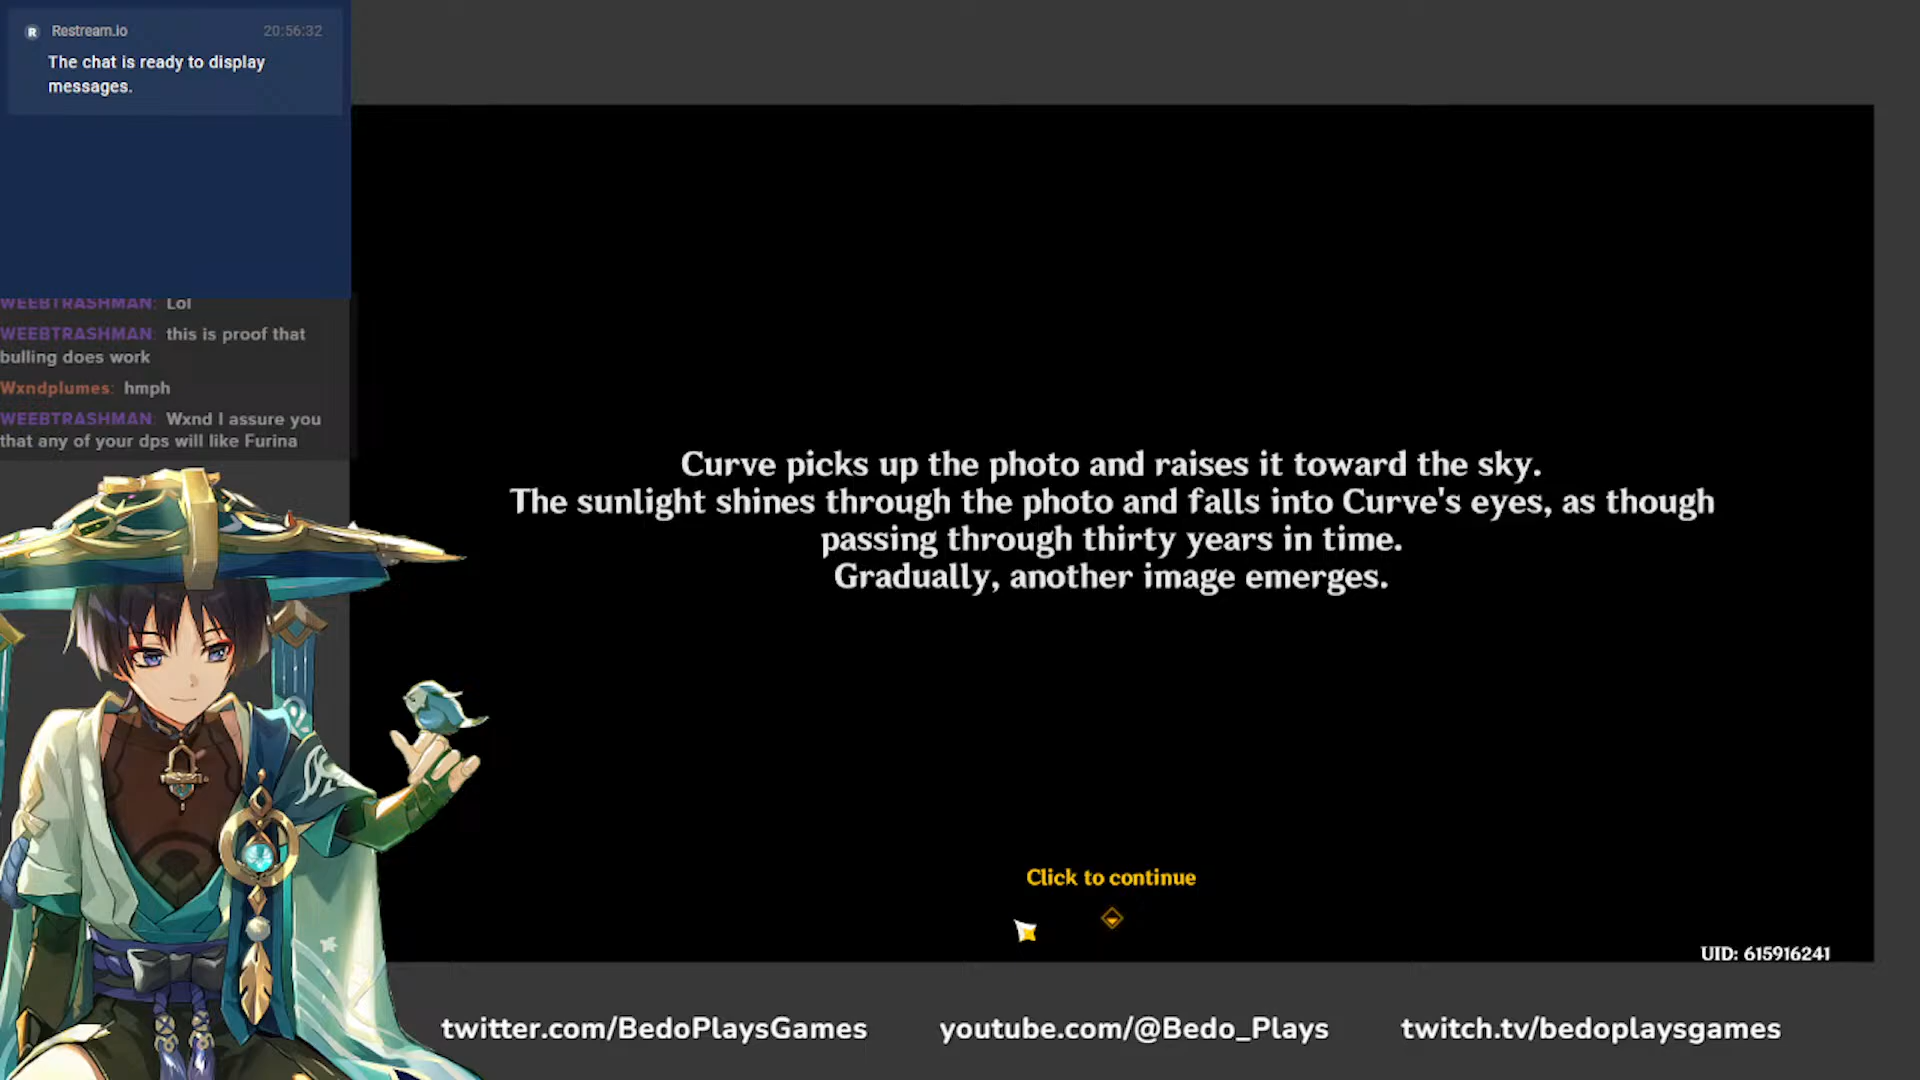 R Restream.io 20:56:32
The chat is ready to display
messages.
WEEBTRASHMAN: Lol
WEEBTRASHMAN: this is proof that
bulling does work
Wxndplumes: hmph
WEEBTRASHMAN: Wxnd I assure you
that any of your dps will like Furina
Curve picks up the photo and raises it toward the sky.
The sunlight shines through the photo and falls into Curve's eyes, as though
passing through thirty years in time.
Gradually, another image emerges.
Click to continue
UID: 615916241
twitter.com/BedoPlaysGames youtube.com/@Bedo_Plays twitch.tv/bedoplaysgames